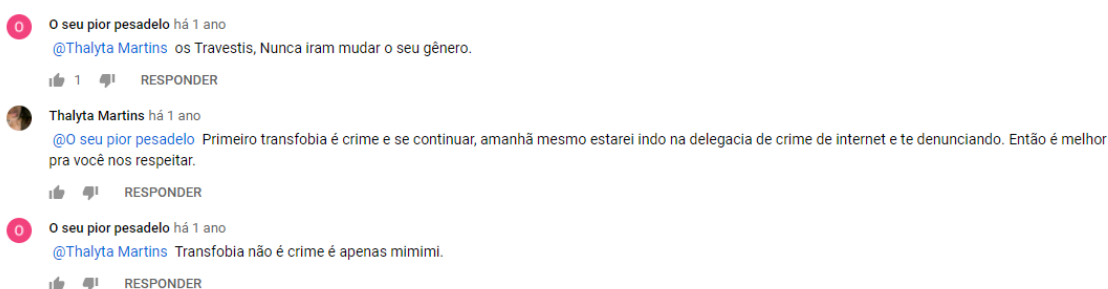 O seu pior pesadelo há 1 ano
@Thalyta Martins os Travestis, Nunca iram mudar o seu gênero.
1 RESPONDER
Thalyta Martins há 1 ano
@O seu pior pesadelo Primeiro transfobia é crime e se continuar, amanhã mesmo estarei indo na delegacia de crime de internet e te denunciando. Então é melhor
pra você nos respeitar.
RESPONDER
O seu pior pesadelo há 1 ano
@Thalyta Martins Transfobia não é crime é apenas mimimi.
RESPONDER